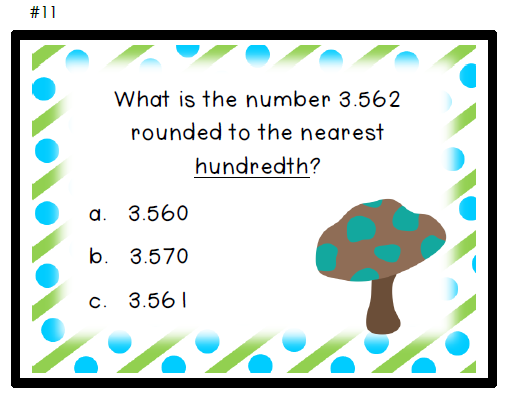 #11
What is the number 3.562
rounded to the nearest
hundredth?
a. 3.560
b. 3.570
c. 3.561